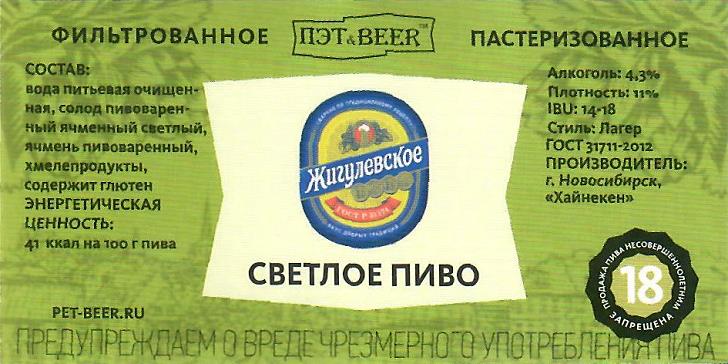 ФИЛЬТРОВАННОЕ
ПЭТ&BEER™
ПАСТЕРИЗОВАННОЕ
СОСТАВ:
вода питьевая очищен-
ная, солод пивоварен-
ный ячменный светлый,
ячмень пивоваренный,
хмелепродукты,
содержит глютен
ЭНЕРГЕТИЧЕСКАЯ
ЦЕННОСТЬ:
41 ккал на 100 г пива
PET-BEER.RU
Жигулевское
СВЕТЛОЕ ПИВО
Алкоголь: 4,3%
Плотность: 11%
IBU: 14-18
Стиль: Лагер
ГОСТ 31711-2012
ПРОИЗВОДИТЕЛЬ:
г. Новосибирск,
«Хайнекен»
ПРОДАЖА ПИВА НЕСОВЕРШЕННОЛЕТНИМ
18
ЗАПРЕЩЕНА
ПРЕДУПРЕЖДАЕМ О ВРЕДЕ ЧРЕЗМЕРНОГО УПОТРЕБЛЕНИЯ ПИВА